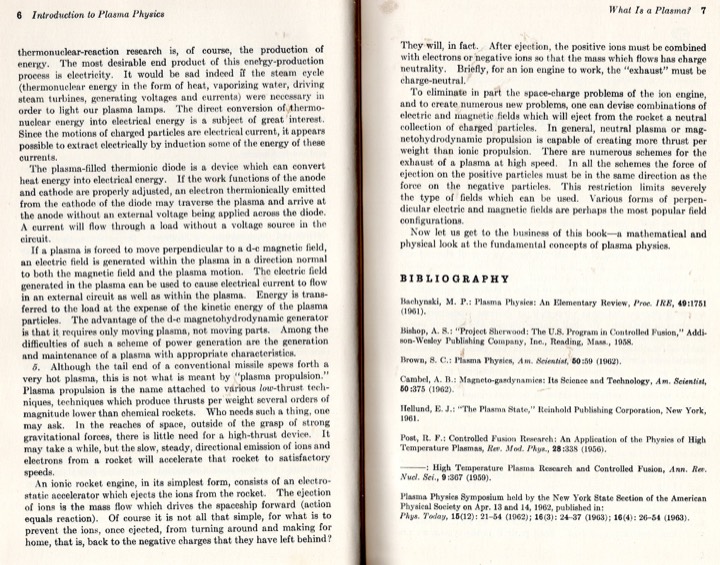 6 Introduction to Plasma Physics
thermonuclear-reaction research is, of course, the production of
energy. The most desirable end product of this energy-production
process is electricity. It would be sad indeed if the steam cycle
(thermonuclear energy in the form of heat, vaporizing water, driving
steam turbines, generating voltages and currents) were necessary in
order to light our plasma lamps. The direct conversion of thermo-
nuclear energy into electrical energy is a subject of great interest.
Since the motions of charged particles are electrical current, it appears
possible to extract electrically by induction some of the energy of these
currents.
The plasma-filled thermionic diode is a device which can convert
heat energy into electrical energy. If the work functions of the anode
and cathode are properly adjusted, an electron thermionically emitted
from the cathode of the diode may traverse the plasma and arrive at
the anode without an external voltage being applied across the diode.
A current will flow through a load without a voltage source in the
circuit.
If a plasma is forced to move perpendicular to a d-c magnetic field,
an electric field is generated within the plasma in a direction normal
to both the magnetic field and the plasma motion. The electric field
generated in the plasma can be used to cause electrical current to flow
in an external circuit as well as within the plasma. Energy is trans-
ferred to the load at the expense of the kinetic energy of the plasma
particles. The advantage of the d-c magnetohydrodynamic generator
is that it requires only moving plasma, not moving parts. Among the
difficulties of such a scheme of power generation are the generation
and maintenance of a plasma with appropriate characteristics.
5. Although the tail end of a conventional missile spews forth a
very hot plasma, this is not what is meant by "plasma propulsion."
Plasma propulsion is the name attached to various low-thrust tech-
niques, techniques which produce thrusts per weight several orders of
magnitude lower than chemical rockets. Who needs such a thing, one
may ask. In the reaches of space, outside of the grasp of strong
gravitational forces, there is little need for a high-thrust device. It
may take a while, but the slow, steady, directional emission of ions and
electrons from a rocket will accelerate that rocket to satisfactory
speeds.
An ionic rocket engine, in its simplest form, consists of an electro-
static accelerator which ejects the ions from the rocket. The ejection
of ions is the mass flow which drives the spaceship forward (action
equals reaction). Of course it is not all that simple, for what is to
prevent the ions, once ejected, from turning around and making for
home, that is, back to the negative charges that they have left behind?
What Is a Plasma? 7
They will, in fact. After ejection, the positive ions must be combined
with electrons or negative ions so that the mass which flows has charge
neutrality. Briefly, for an ion engine to work, the "exhaust" must be
charge-neutral.
To eliminate in part the space-charge problems of the ion engine,
and to create numerous new problems, one can devise combinations of
electric and magnetic fields which will eject from the rocket a neutral
collection of charged particles. In general, neutral plasma or mag-
netohydrodynamic propulsion is capable of creating more thrust per
weight than ionic propulsion. There are numerous schemes for the
exhaust of a plasma at high speed. In all the schemes the force of
ejection on the positive particles must be in the same direction as the
force on the negative particles. This restriction limits severely
the type of fields which can be used. Various forms of perpen-
dicular electric and magnetic fields are perhaps the most popular field
configurations.
Now let us get to the business of this book—a mathematical and
physical look at the fundamental concepts of plasma physics.
BIBLIOGRAPHY
Bachynski, M. P.: Plasma Physics: An Elementary Review, Proc. IRE, 49:1751
(1961).
Bishop, A. S.: "Project Sherwood: The U.S. Program in Controlled Fusion," Addi-
son-Wesley Publishing Company, Inc., Reading, Mass., 1958.
Brown, S. C.: Plasma Physics, Am. Scientist, 50:59 (1962).
Cambel, A. B.: Magneto-gasdynamics: Its Science and Technology, Am. Scientist,
50:375 (1962).
Hellund, E. J.: "The Plasma State," Reinhold Publishing Corporation, New York,
1961.
Post, R. F.: Controlled Fusion Research: An Application of the Physics of High
Temperature Plasmas, Rev. Mod. Phys., 28:338 (1956).
———: High Temperature Plasma Research and Controlled Fusion, Ann. Rev.
Nucl. Sci., 9:367 (1959).
Plasma Physics Symposium held by the New York State Section of the American
Physical Society on Apr. 13 and 14, 1962, published in:
Phys. Today, 15(12): 21–54 (1962); 16(3): 24–37 (1963); 16(4): 26–54 (1963).